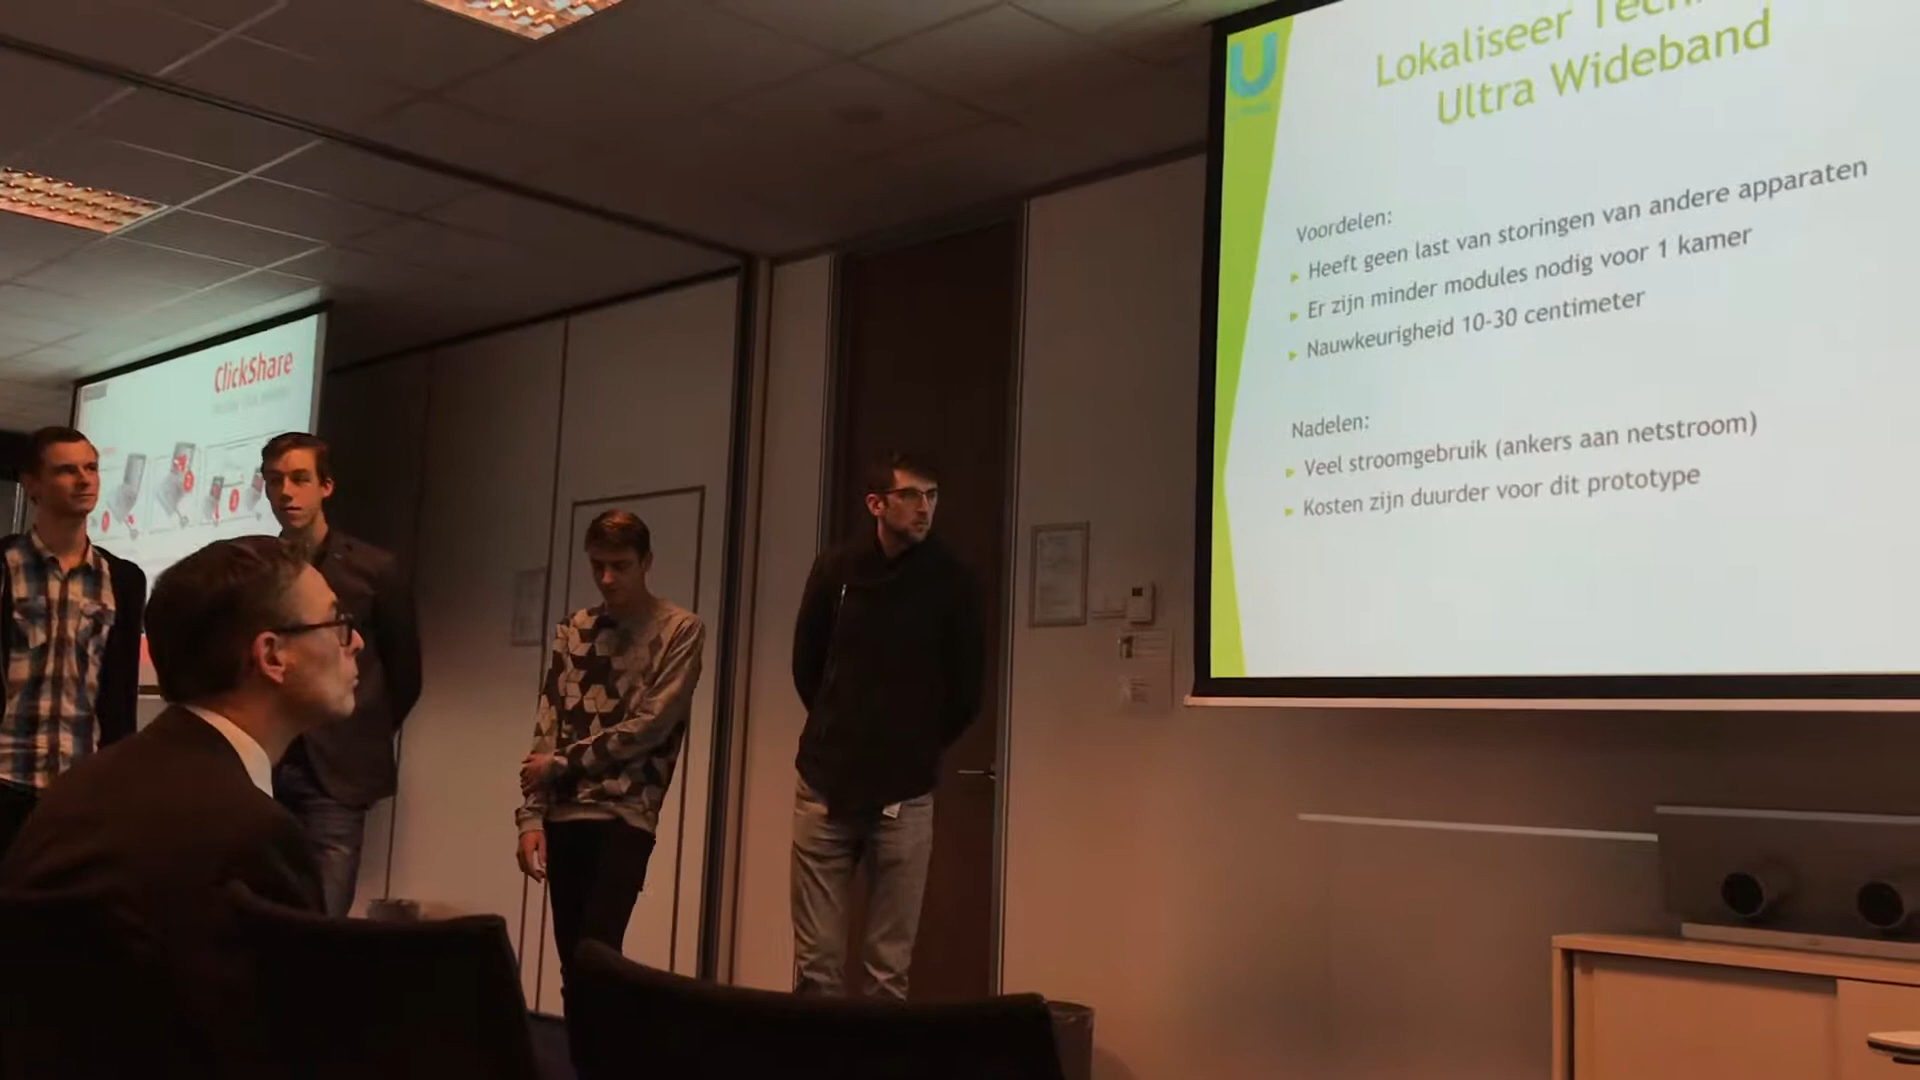 Lokaliseer
Ultra Wideband
Voordelen:
Heeft geen last van storingen van andere apparaten
Er zijn minder modules nodig voor 1 kamer
Nauwkeurigheid 10-30 centimeter
Nadelen:
Veel stroomgebruik (ankers aan netstroom)
Kosten zijn duurder voor dit prototype
ClickShare